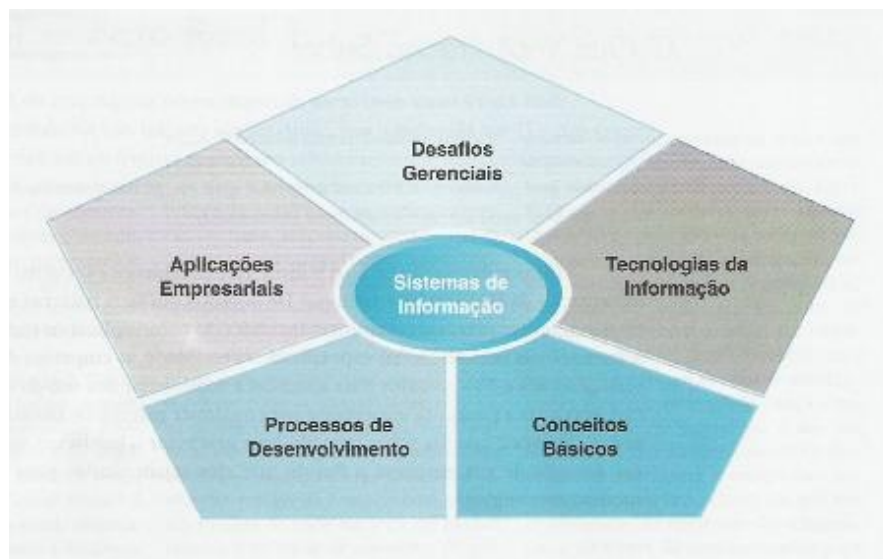 Desafios
Gerenciais
Aplicações
Empresariais
Sistemas de
Informação
Tecnologias da
Informação
Processos de
Desenvolvimento
Conceitos
Básicos